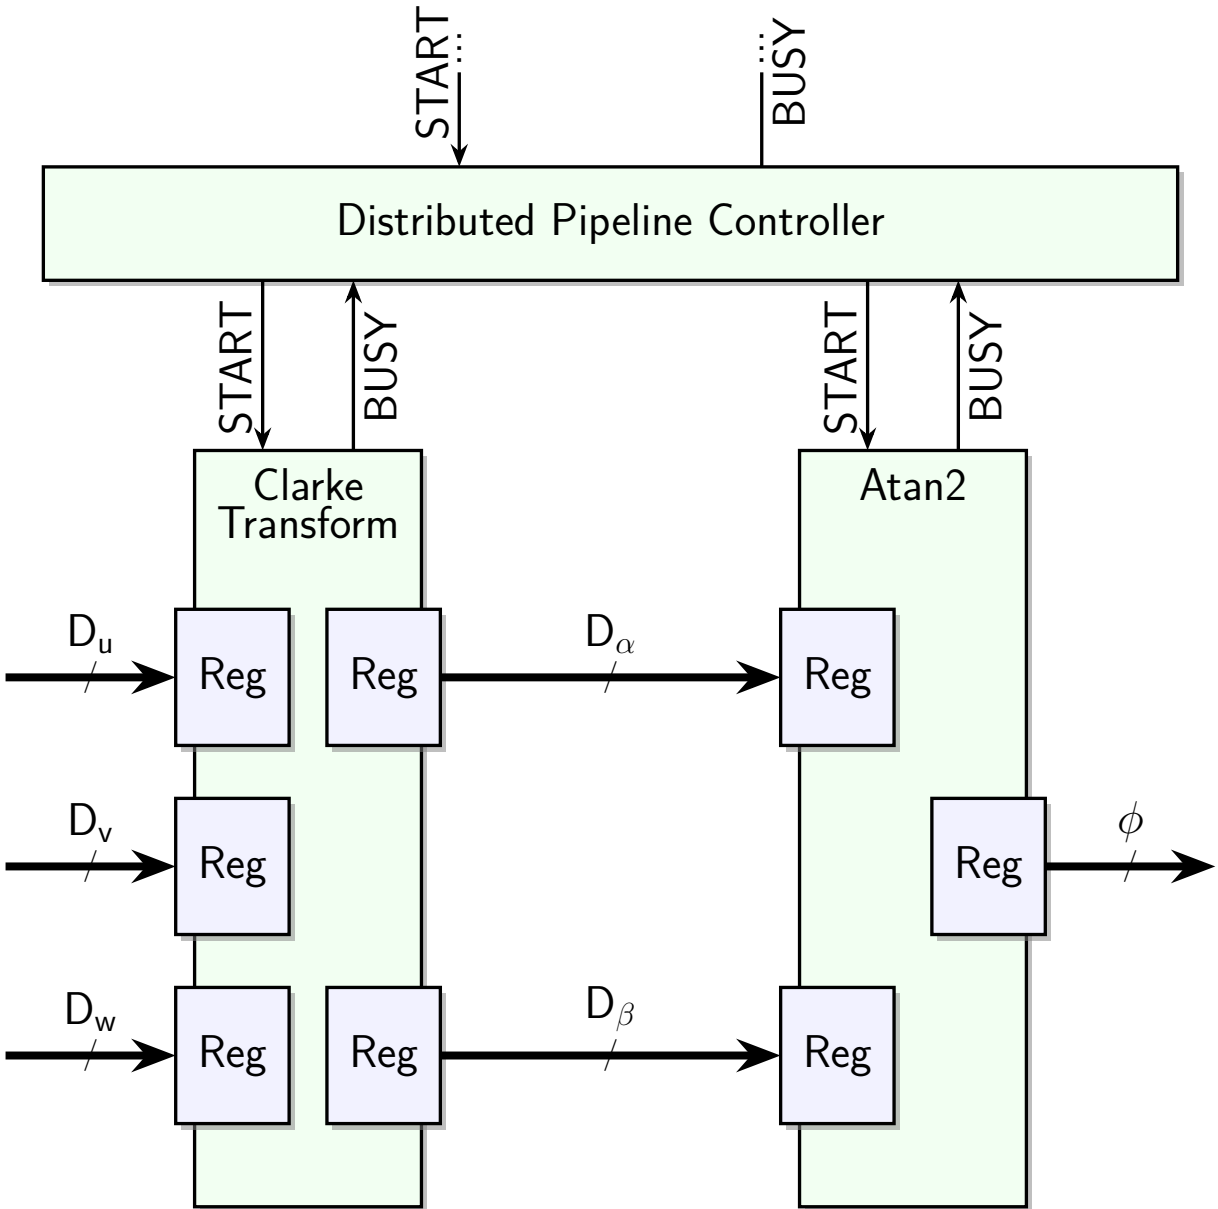 START
BUSY
Distributed Pipeline Controller
START
BUSY
START
BUSY
Clarke
Transform
Atan2
D_u
Reg
Reg
D_α
Reg
D_v
Reg
Reg
ϕ
D_w
Reg
Reg
D_β
Reg